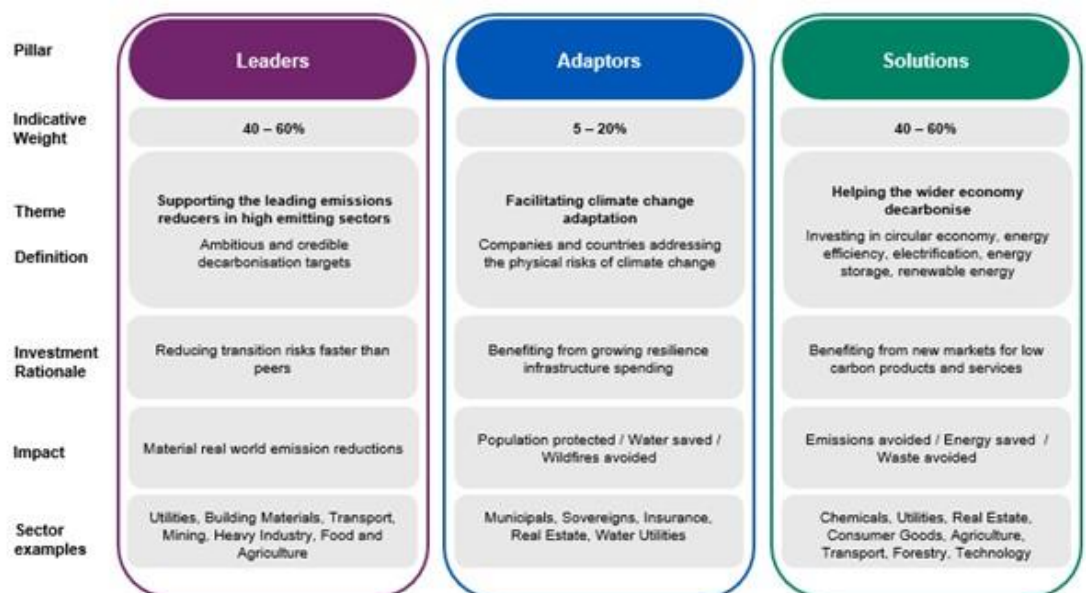 Pillar
Leaders
Adaptors
Solutions
Indicative
Weight
40 – 60%
5 – 20%
40 – 60%
Theme
Definition
Supporting the leading emissions
reducers in high emitting sectors
Ambitious and credible
decarbonisation targets
Facilitating climate change
adaptation
Companies and countries addressing
the physical risks of climate change
Helping the wider economy
decarbonise
Investing in circular economy, energy
efficiency, electrification, energy
storage, renewable energy
Investment
Rationale
Reducing transition risks faster than
peers
Benefiting from growing resilience
infrastructure spending
Benefiting from new markets for low
carbon products and services
Impact
Material real world emission reductions
Population protected / Water saved /
Wildfires avoided
Emissions avoided / Energy saved /
Waste avoided
Sector
examples
Utilities, Building Materials, Transport,
Mining, Heavy Industry, Food and
Agriculture
Municipals, Sovereigns, Insurance,
Real Estate, Water Utilities
Chemicals, Utilities, Real Estate,
Consumer Goods, Agriculture,
Transport, Forestry, Technology